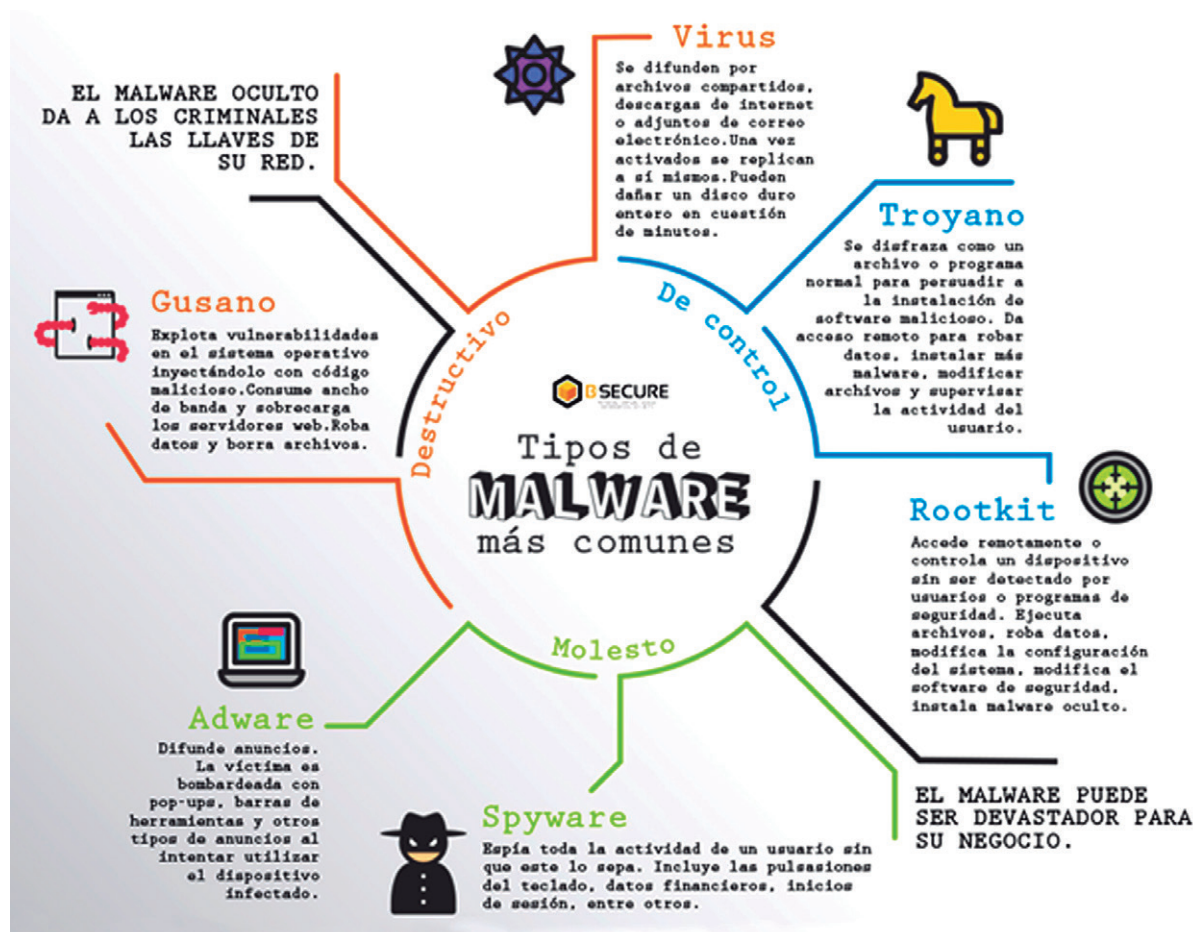 EL MALWARE OCULTO
DA A LOS CRIMINALES
LAS LLAVES DE
SU RED.
Virus
Se difunden por
archivos compartidos,
descargas de internet
o adjuntos de correo
electrónico.Una vez
activados se replican
a sí mismos.Pueden
dañar un disco duro
entero en cuestión
de minutos.
Troyano
Se disfraza como un
archivo o programa
normal para persuadir a
la instalación de
software malicioso. Da
acceso remoto para robar
datos, instalar más
malware, modificar
archivos y supervisar
la actividad del
usuario.
Gusano
Explota vulnerabilidades
en el sistema operativo
inyectándolo con código
malicioso.Consume ancho
de banda y sobrecarga
los servidores web.Roba
datos y borra archivos.
Destructivo
De control
Molesto
BSECURE
Tipos de
MALWARE
más comunes
Rootkit
Accede remotamente o
controla un dispositivo
sin ser detectado por
usuarios o programas de
seguridad. Ejecuta
archivos, roba datos,
modifica la configuración
del sistema, modifica el
software de seguridad,
instala malware oculto.
Adware
Difunde anuncios.
La víctima es
bombardeada con
pop-ups, barras de
herramientas y otros
tipos de anuncios al
intentar utilizar
el dispositivo
infectado.
Spyware
Espía toda la actividad de un usuario sin
que este lo sepa. Incluye las pulsasiones
del teclado, datos financieros, inicios
de sesión, entre otros.
EL MALWARE PUEDE
SER DEVASTADOR PARA
SU NEGOCIO.